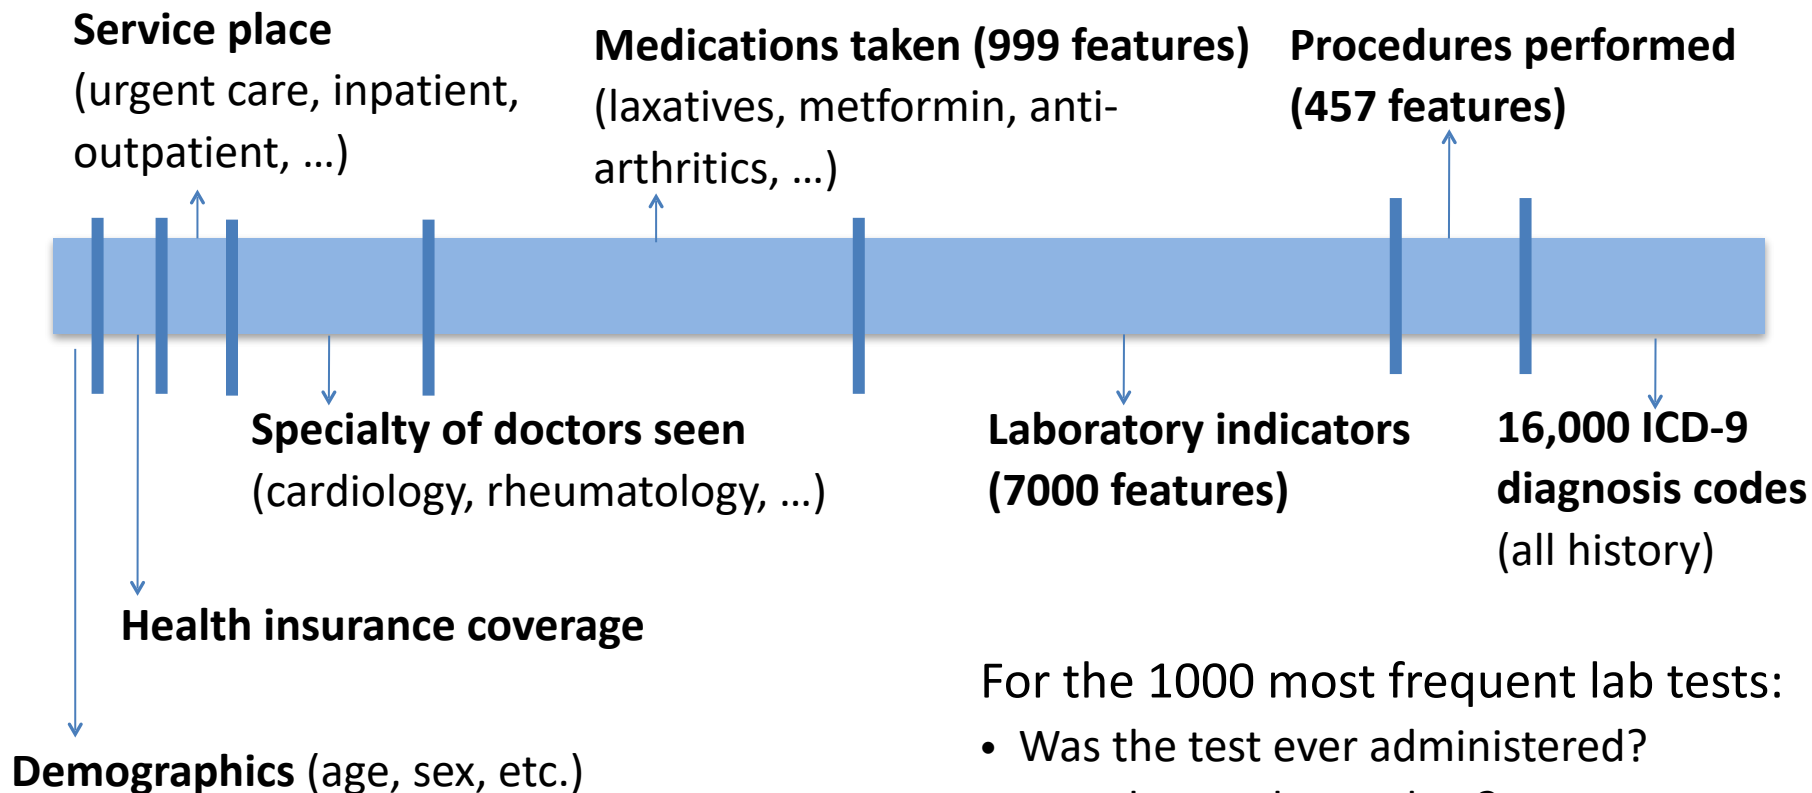 Service place
(urgent care, inpatient,
outpatient, ...)
Medications taken (999 features)
(laxatives, metformin, anti-
arthritics, ...)
Procedures performed
(457 features)
Specialty of doctors seen
(cardiology, rheumatology, ...)
Laboratory indicators
(7000 features)
16,000 ICD-9
diagnosis codes
(all history)
Health insurance coverage
Demographics (age, sex, etc.)
For the 1000 most frequent lab tests:
• Was the test ever administered?